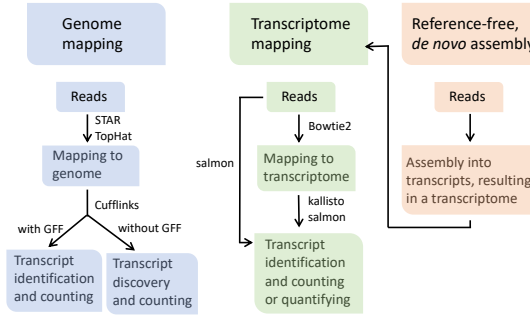 Genome
mapping
Reads
STAR
TopHat
Mapping to
genome
Cufflinks
with GFF
without GFF
Transcript
identification
and counting
Transcript
discovery
and counting
Transcriptome
mapping
Reads
Bowtie2
salmon
Mapping to
transcriptome
kallisto
salmon
Transcript
identification
and counting
or quantifying
Reference-free,
de novo assembly
Reads
Assembly into
transcripts, resulting
in a transcriptome